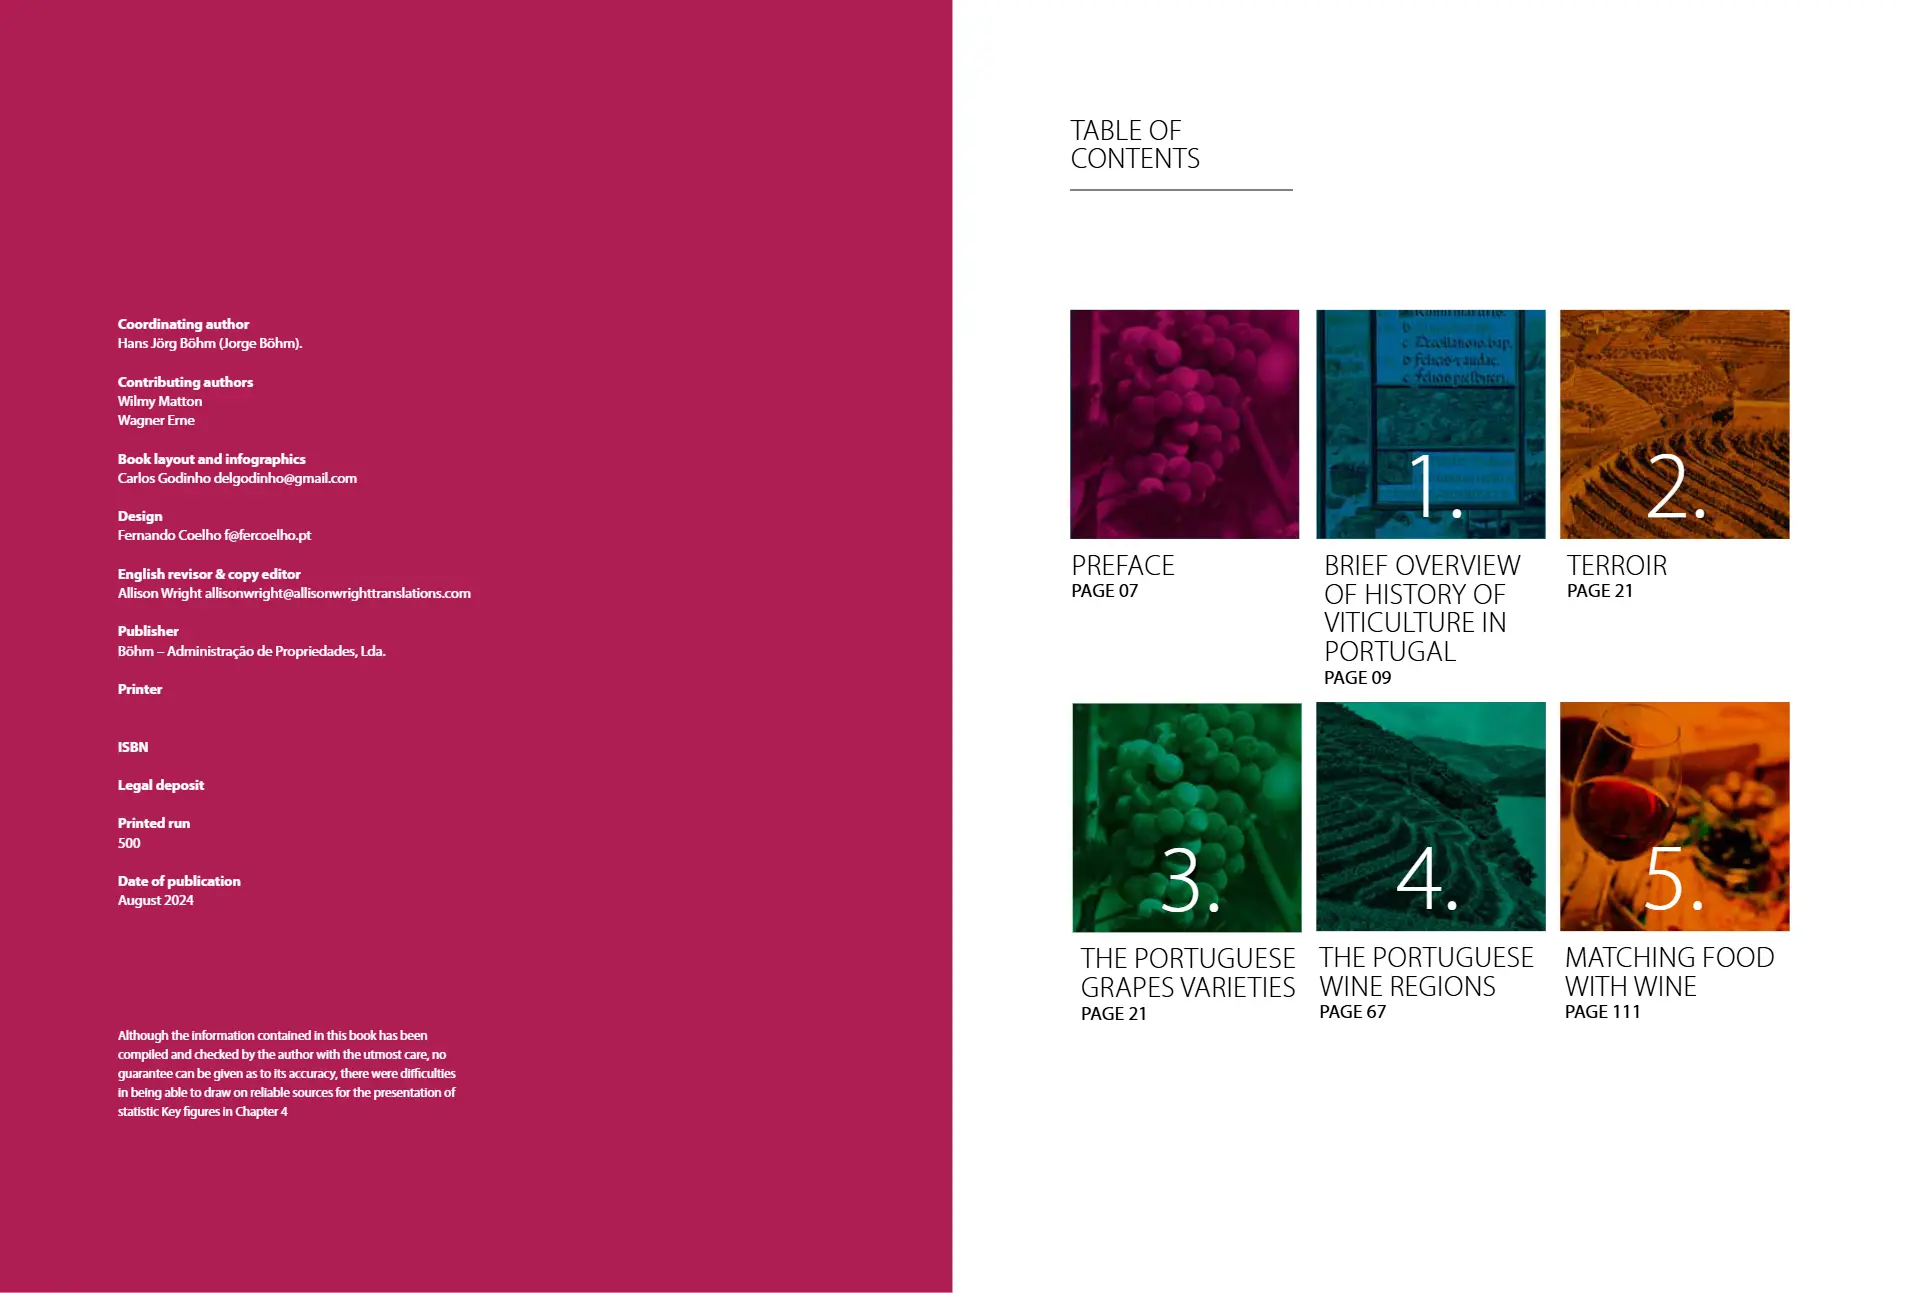 Coordinating author
Hans Jörg Böhm (Jorge Böhm).
Contributing authors
Wilmy Matton
Wagner Erne
Book layout and infographics
Carlos Godinho delgodinho@gmail.com
Design
Fernando Coelho f@fercoelho.pt
English revisor & copy editor
Allison Wright allisonwright@allisonwrighttranslations.com
Publisher
Böhm – Administração de Propriedades, Lda.
Printer
ISBN
Legal deposit
Printed run
500
Date of publication
August 2024
Although the information contained in this book has been
compiled and checked by the author with the utmost care, no
guarantee can be given as to its accuracy, there were difficulties
in being able to draw on reliable sources for the presentation of
statistic Key figures in Chapter 4
TABLE OF
CONTENTS
PREFACE
PAGE 07
1.
BRIEF OVERVIEW
OF HISTORY OF
VITICULTURE IN
PORTUGAL
PAGE 09
2.
TERROIR
PAGE 21
3.
THE PORTUGUESE
GRAPES VARIETIES
PAGE 21
4.
THE PORTUGUESE
WINE REGIONS
PAGE 67
5.
MATCHING FOOD
WITH WINE
PAGE 111